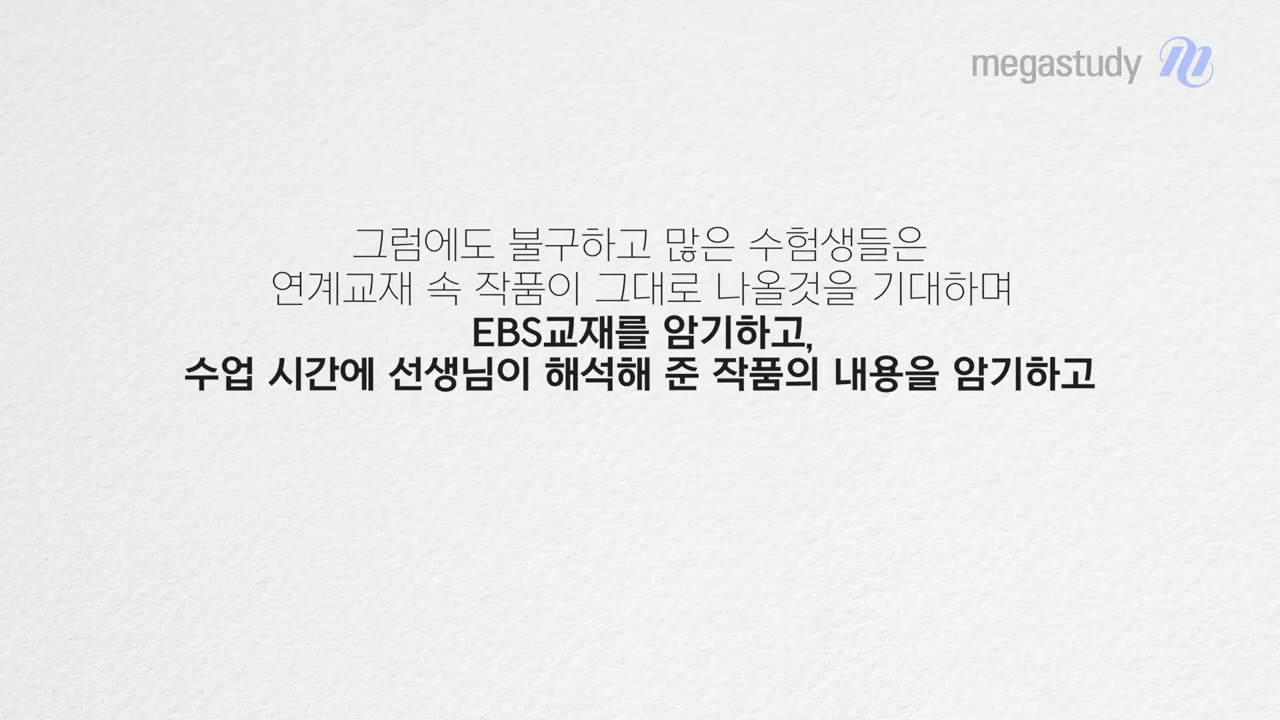 megastudy
그럼에도 불구하고 많은 수험생들은
연계교재 속 작품이 그대로 나올것을 기대하며
EBS교재를 암기하고,
수업 시간에 선생님이 해석해 준 작품의 내용을 암기하고